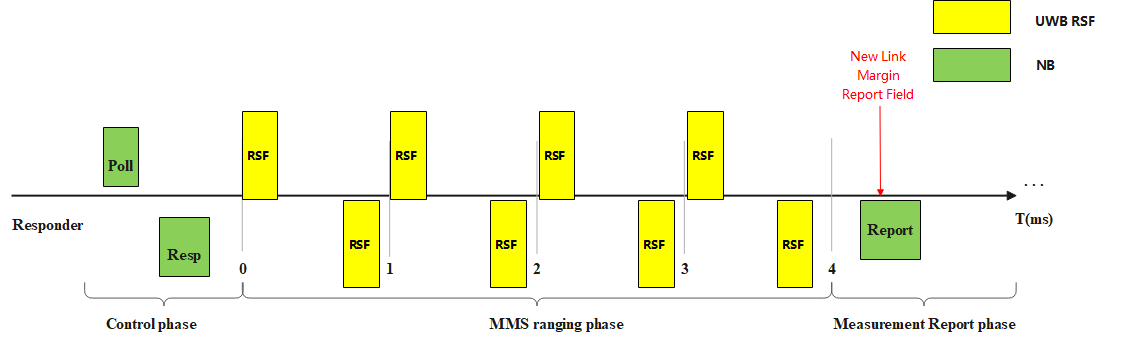 UWB RSF
NB
New Link
Margin
Report Field
Poll
RSF
RSF
RSF
RSF
. . .
Responder
T(ms)
Resp
RSF
RSF
RSF
RSF
Report
0
1
2
3
4
Control phase
MMS ranging phase
Measurement Report phase